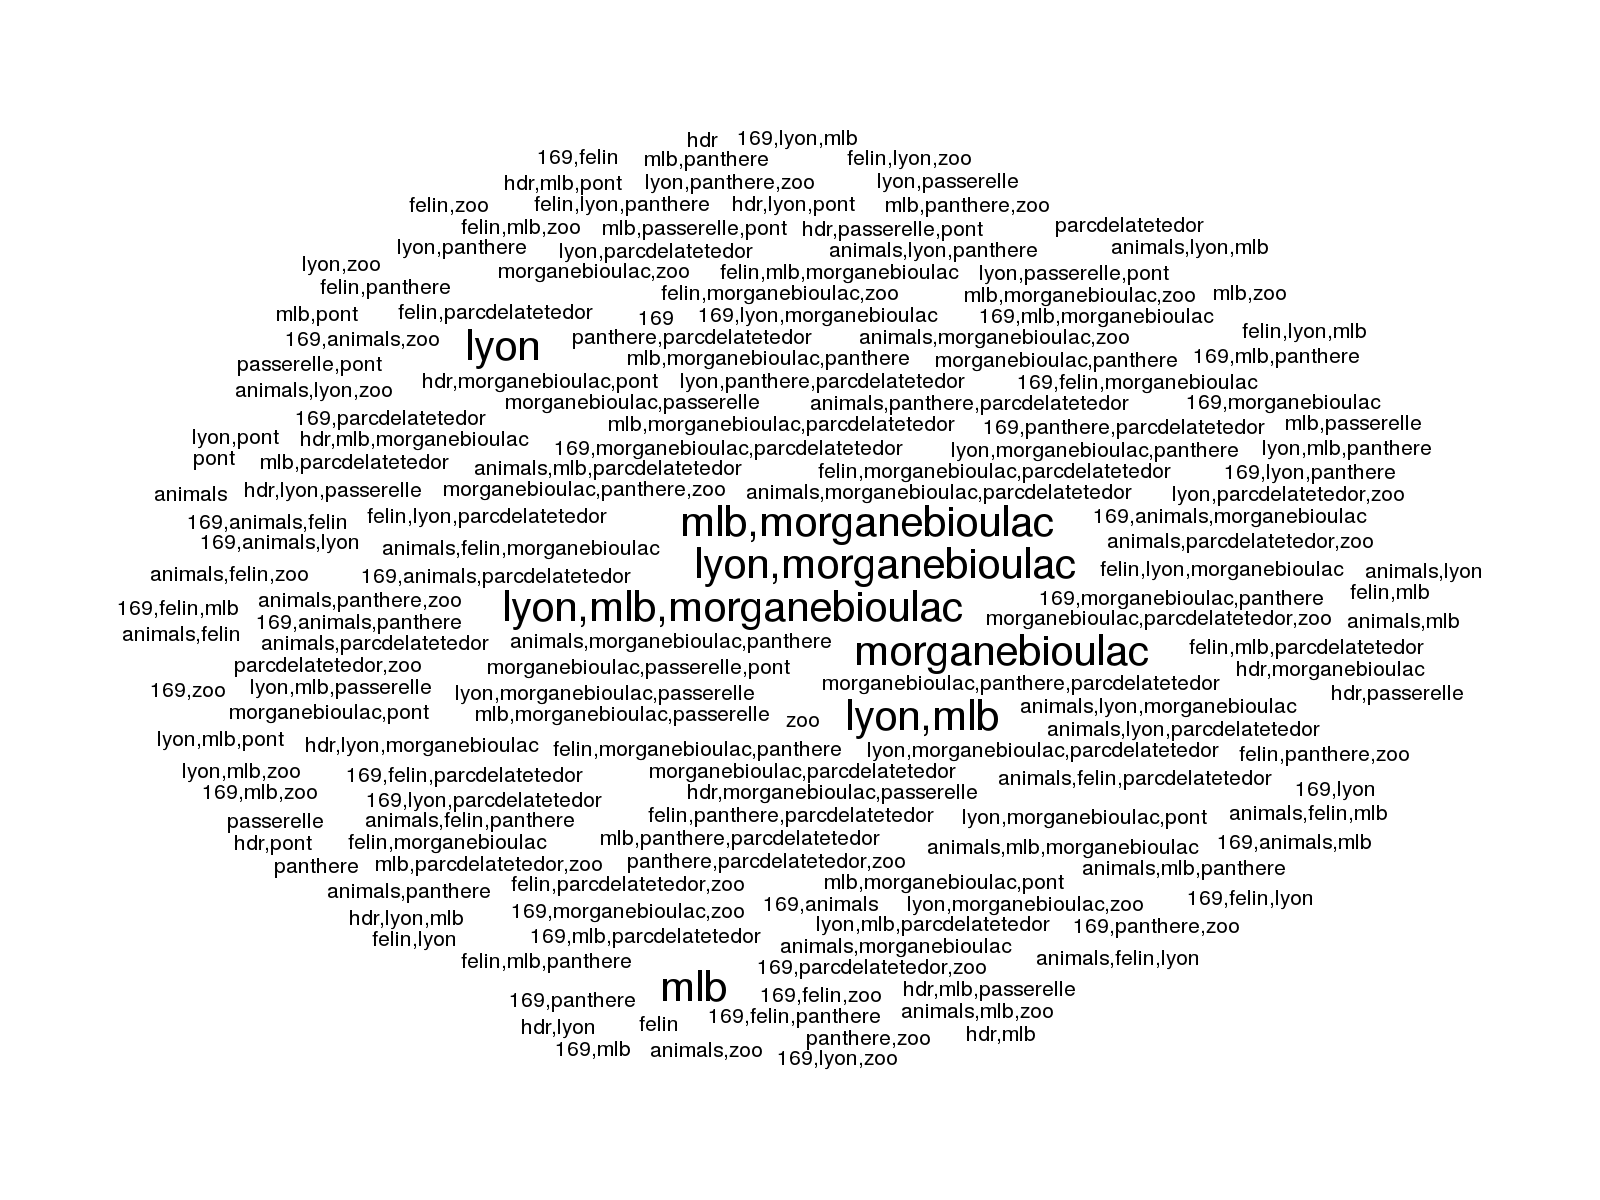 hdr 169,lyon,mlb
169,felin mlb,panthere felin,lyon,zoo
hdr,mlb,pont lyon,panthere,zoo lyon,passerelle
felin,zoo felin,lyon,panthere hdr,lyon,pont mlb,panthere,zoo
felin,mlb,zoo mlb,passerelle,pont hdr,passerelle,pont parcdelatetedor
lyon,panthere lyon,parcdelatetedor animals,lyon,panthere animals,lyon,mlb
lyon,zoo morganebioulac,zoo felin,mlb,morganebioulac lyon,passerelle,pont
felin,panthere felin,morganebioulac,zoo mlb,morganebioulac,zoo mlb,zoo
mlb,pont felin,parcdelatetedor 169 169,lyon,morganebioulac 169,mlb,morganebioulac
169,animals,zoo lyon panthere,parcdelatetedor animals,morganebioulac,zoo felin,lyon,mlb
passerelle,pont mlb,morganebioulac,panthere morganebioulac,panthere 169,mlb,panthere
animals,lyon,zoo hdr,morganebioulac,pont lyon,panthere,parcdelatetedor 169,felin,morganebioulac
morganebioulac,passerelle animals,panthere,parcdelatetedor 169,morganebioulac
169,parcdelatetedor mlb,morganebioulac,parcdelatetedor 169,panthere,parcdelatetedor mlb,passerelle
lyon,pont hdr,mlb,morganebioulac 169,morganebioulac,parcdelatetedor lyon,morganebioulac,panthere lyon,mlb,panthere
pont mlb,parcdelatetedor animals,mlb,parcdelatetedor felin,morganebioulac,parcdelatetedor 169,lyon,panthere
animals hdr,lyon,passerelle morganebioulac,panthere,zoo animals,morganebioulac,parcdelatetedor lyon,parcdelatetedor,zoo
169,animals,felin felin,lyon,parcdelatetedor mlb,morganebioulac 169,animals,morganebioulac
169,animals,lyon animals,felin,morganebioulac animals,parcdelatetedor,zoo
animals,felin,zoo 169,animals,parcdelatetedor lyon,morganebioulac felin,lyon,morganebioulac animals,lyon
169,felin,mlb animals,panthere,zoo lyon,mlb,morganebioulac 169,morganebioulac,panthere felin,mlb
169,animals,panthere morganebioulac,parcdelatetedor,zoo animals,mlb
animals,felin animals,parcdelatetedor animals,morganebioulac,panthere morganebioulac felin,mlb,parcdelatetedor
parcdelatetedor,zoo morganebioulac,passerelle,pont hdr,morganebioulac
169,zoo lyon,mlb,passerelle lyon,morganebioulac,passerelle morganebioulac,panthere,parcdelatetedor hdr,passerelle
morganebioulac,pont mlb,morganebioulac,passerelle zoo lyon,mlb animals,lyon,morganebioulac
animals,lyon,parcdelatetedor
lyon,mlb,pont hdr,lyon,morganebioulac felin,morganebioulac,panthere lyon,morganebioulac,parcdelatetedor felin,panthere,zoo
lyon,mlb,zoo 169,felin,parcdelatetedor morganebioulac,parcdelatetedor animals,felin,parcdelatetedor
169,mlb,zoo 169,lyon,parcdelatetedor hdr,morganebioulac,passerelle 169,lyon
passerelle animals,felin,panthere felin,panthere,parcdelatetedor lyon,morganebioulac,pont animals,felin,mlb
hdr,pont felin,morganebioulac mlb,panthere,parcdelatetedor animals,mlb,morganebioulac 169,animals,mlb
panthere mlb,parcdelatetedor,zoo panthere,parcdelatetedor,zoo animals,mlb,panthere
animals,panthere felin,parcdelatetedor,zoo mlb,morganebioulac,pont
hdr,lyon,mlb 169,morganebioulac,zoo 169,animals lyon,morganebioulac,zoo 169,felin,lyon
felin,lyon 169,mlb,parcdelatetedor lyon,mlb,parcdelatetedor 169,panthere,zoo
animals,morganebioulac
felin,mlb,panthere 169,parcdelatetedor,zoo animals,felin,lyon
169,panthere mlb 169,felin,zoo hdr,mlb,passerelle
hdr,lyon felin 169,felin,panthere animals,mlb,zoo
169,mlb animals,zoo panthere,zoo hdr,mlb
169,lyon,zoo